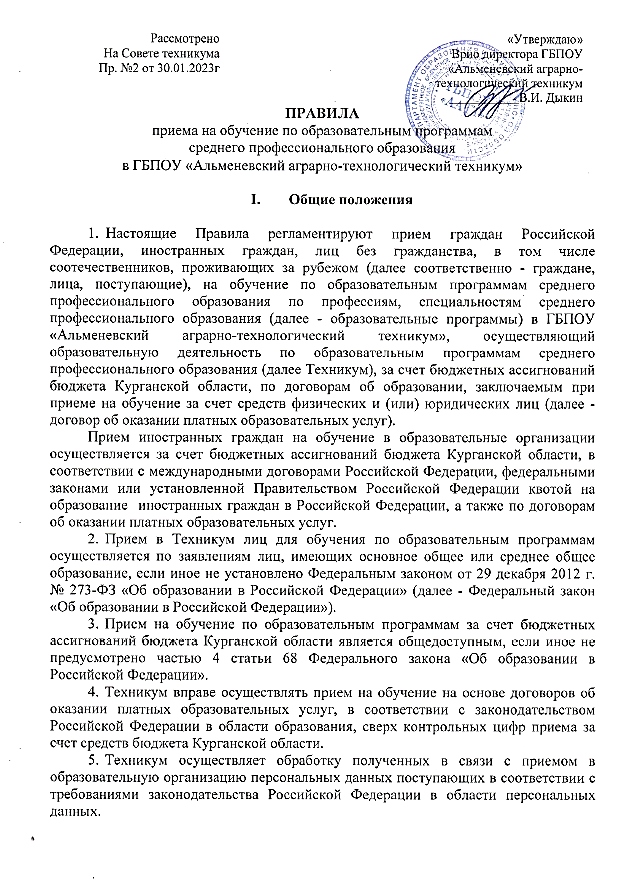 Рассмотрено
На Совете техникума
Пр. №2 от 30.01.2023г
«Утверждаю»
Врио директора ГБПОУ
«Альменевский аграрно-
технологический техникум
В.И. Дыкин
ПРАВИЛА
приема на обучение по образовательным программам
среднего профессионального образования
в ГБПОУ «Альменевский аграрно-технологический техникум»
I. Общие положения
1. Настоящие Правила регламентируют прием граждан Российской
Федерации, иностранных граждан, лиц без гражданства, в том числе
соотечественников, проживающих за рубежом (далее соответственно - граждане,
лица, поступающие), на обучение по образовательным программам среднего
профессионального образования по профессиям, специальностям среднего
профессионального образования (далее - образовательные программы) в ГБПОУ
«Альменевский аграрно-технологический техникум», осуществляющий
образовательную деятельность по образовательным программам среднего
профессионального образования (далее Техникум), за счет бюджетных ассигнований
бюджета Курганской области, по договорам об образовании, заключаемым при
приеме на обучение за счет средств физических и (или) юридических лиц (далее -
договор об оказании платных образовательных услуг).
Прием иностранных граждан на обучение в образовательные организации
осуществляется за счет бюджетных ассигнований бюджета Курганской области, в
соответствии с международными договорами Российской Федерации, федеральными
законами или установленной Правительством Российской Федерации квотой на
образование иностранных граждан в Российской Федерации, а также по договорам
об оказании платных образовательных услуг.
2. Прием в Техникум лиц для обучения по образовательным программам
осуществляется по заявлениям лиц, имеющих основное общее или среднее общее
образование, если иное не установлено Федеральным законом от 29 декабря 2012 г.
№ 273-ФЗ «Об образовании в Российской Федерации» (далее - Федеральный закон
«Об образовании в Российской Федерации»).
3. Прием на обучение по образовательным программам за счет бюджетных
ассигнований бюджета Курганской области является общедоступным, если иное не
предусмотрено частью 4 статьи 68 Федерального закона «Об образовании в
Российской Федерации».
4. Техникум вправе осуществлять прием на обучение на основе договоров об
оказании платных образовательных услуг, в соответствии с законодательством
Российской Федерации в области образования, сверх контрольных цифр приема за
счет средств бюджета Курганской области.
5. Техникум осуществляет обработку полученных в связи с приемом в
образовательную организацию персональных данных поступающих в соответствии с
требованиями законодательства Российской Федерации в области персональных
данных.